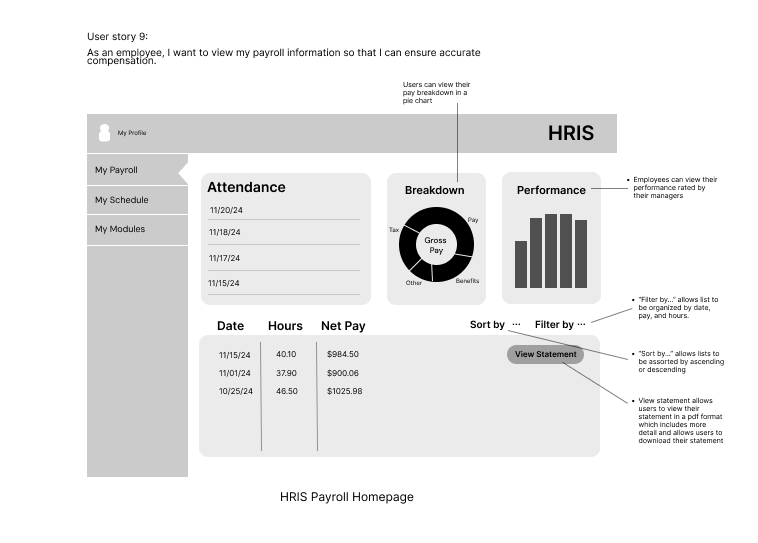 User story 9:
As an employee, I want to view my payroll information so that I can ensure accurate
compensation.
Users can view their
pay breakdown in a
pie chart
My Profile
HRIS
My Payroll
My Schedule
My Modules
Attendance
11/20/24
11/18/24
11/17/24
11/15/24
Breakdown
Pay
Tax
Gross
Pay
Other
Benefits
Performance
• Employees can view their
performance rated by
their managers
Date Hours Net Pay
Sort by ... Filter by ...
11/15/24 40.10 $984.50
11/01/24 37.90 $900.06
10/25/24 46.50 $1025.98
View Statement
• "Filter by..." allows list to
be organized by date,
pay, and hours.
• "Sort by..." allows lists to
be assorted by ascending
or descending
• View statement allows
users to view their
statement in a pdf format
which includes more
detail and allows users to
download their statement
HRIS Payroll Homepage